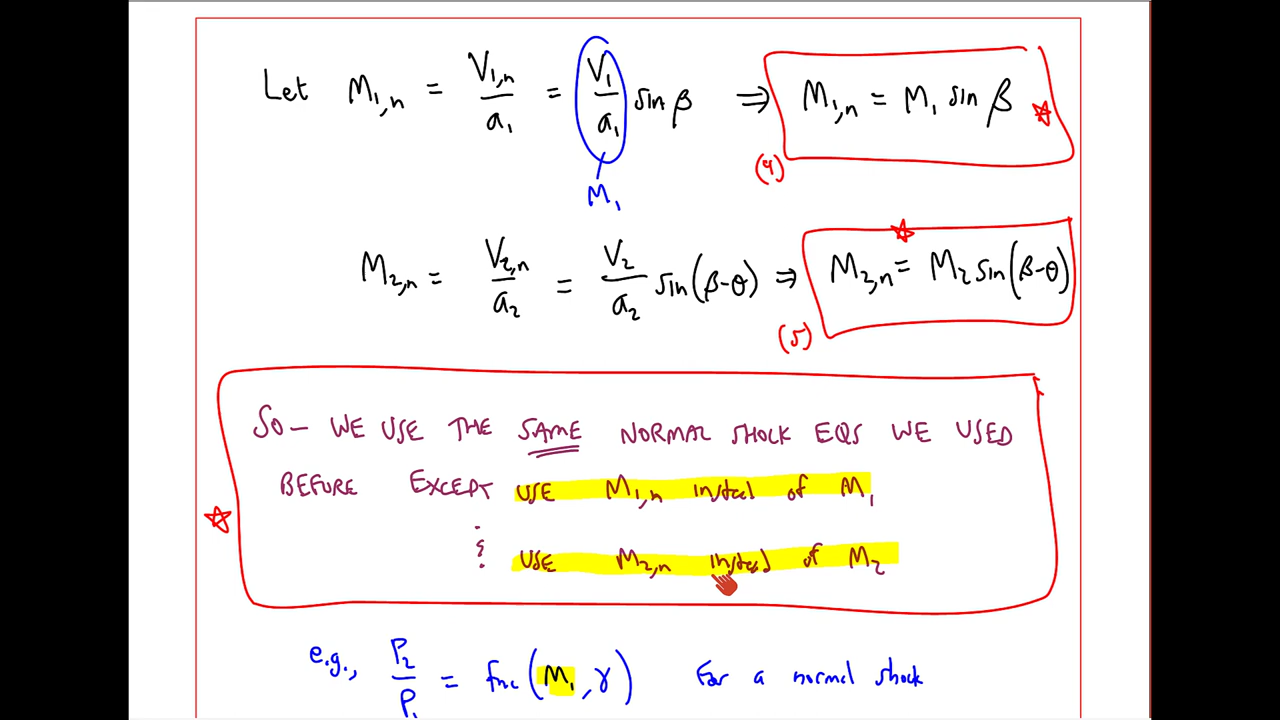 Let M₁,ₙ = V₁,ₙ/a₁ = V₁/a₁ sin β ⇒ M₁,ₙ = M₁ sin β
(4)
M₁
M₂,ₙ = V₂,ₙ/a₂ = V₂/a₂ sin(β-θ) ⇒ M₂,ₙ = M₂ sin(β-θ)
(5)
SO – WE USE THE SAME NORMAL SHOCK EQS WE USED
BEFORE EXCEPT USE M₁,ₙ instead of M₁
& USE M₂,ₙ instead of M₂
e.g., P₂/P₁ = fnc(M₁, γ) For a normal shock